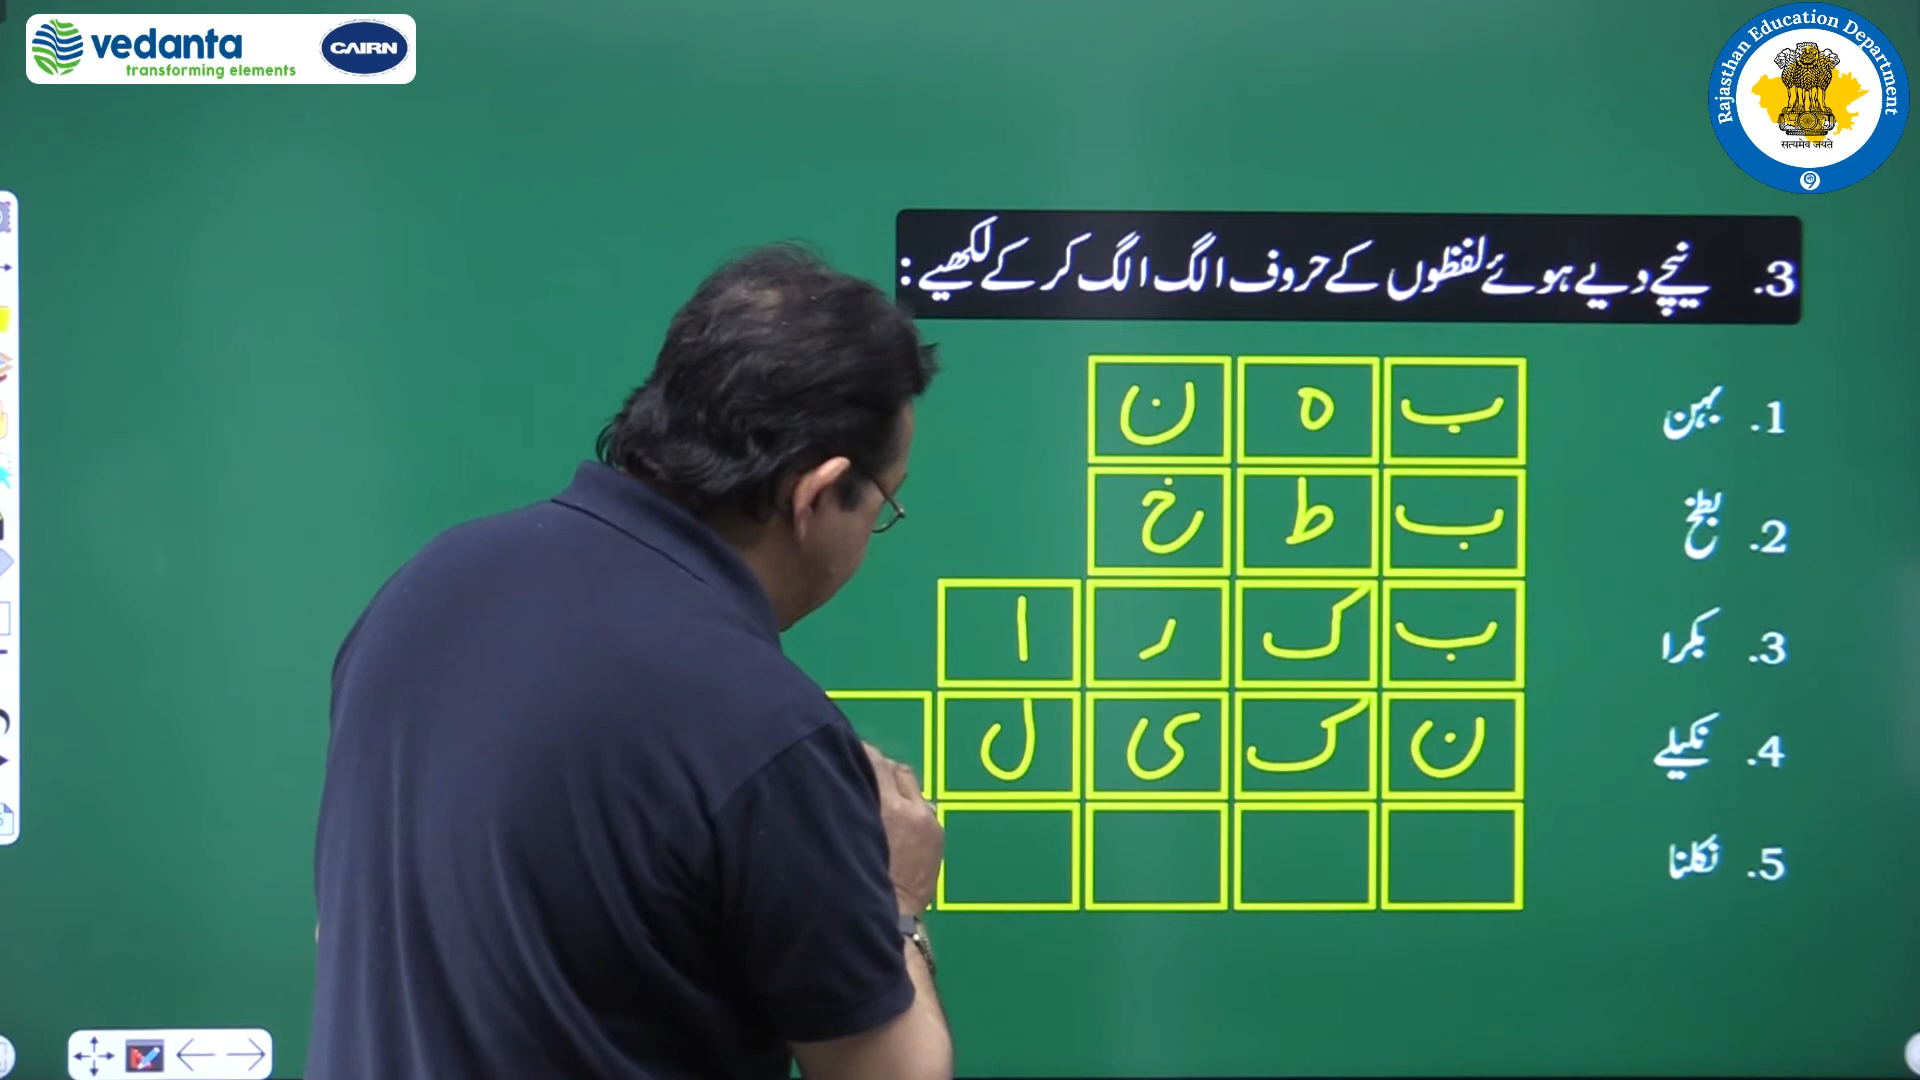 vedanta
transforming elements
CAIRN
Rajasthan Education Department
सत्यमेव जयते
3. نیچے دیے ہوئے لفظوں کے حروف الگ الگ کر کے لکھیے :
1. بہن ب ہ ن
2. بطخ ب ط خ
3. بکرا ب ک ر ا
4. نکیلے ن ک ی ل
5. نکلنا